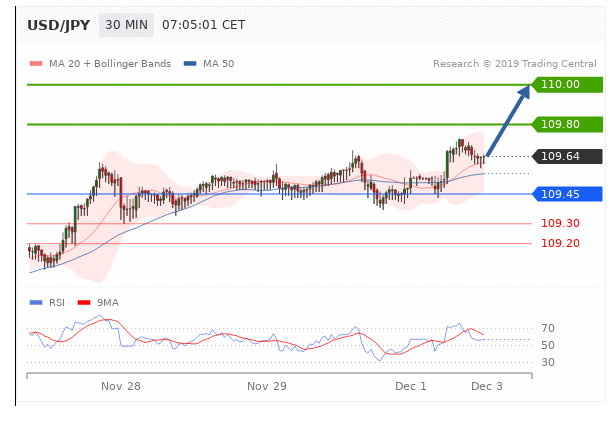 USD/JPY 30 MIN 07:05:01 CET
MA 20 + Bollinger Bands MA 50 Research © 2019 Trading Central
110.00
109.80
109.64
109.45
109.30
109.20
RSI 9MA
70
50
30
Nov 28 Nov 29 Dec 1 Dec 3